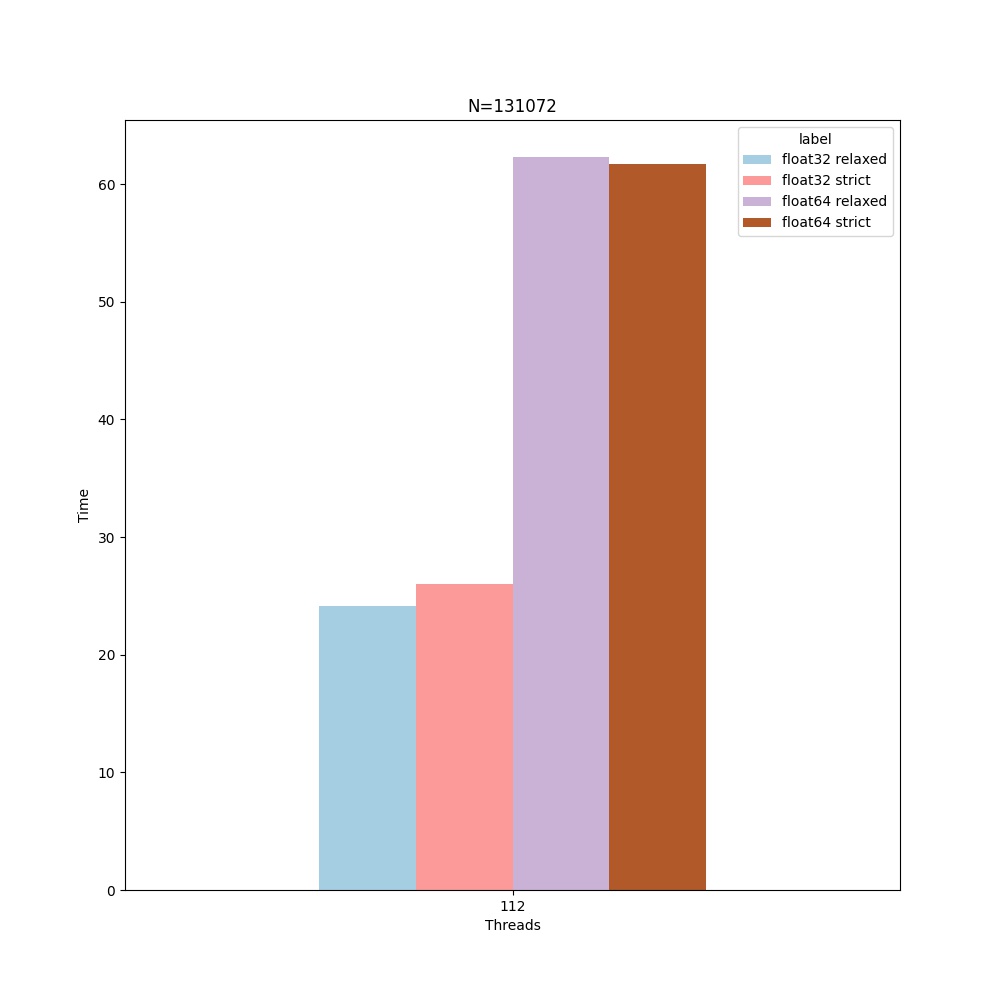 N=131072
label
float32 relaxed
float32 strict
float64 relaxed
float64 strict
60
50
40
30
20
10
0
Time
112
Threads